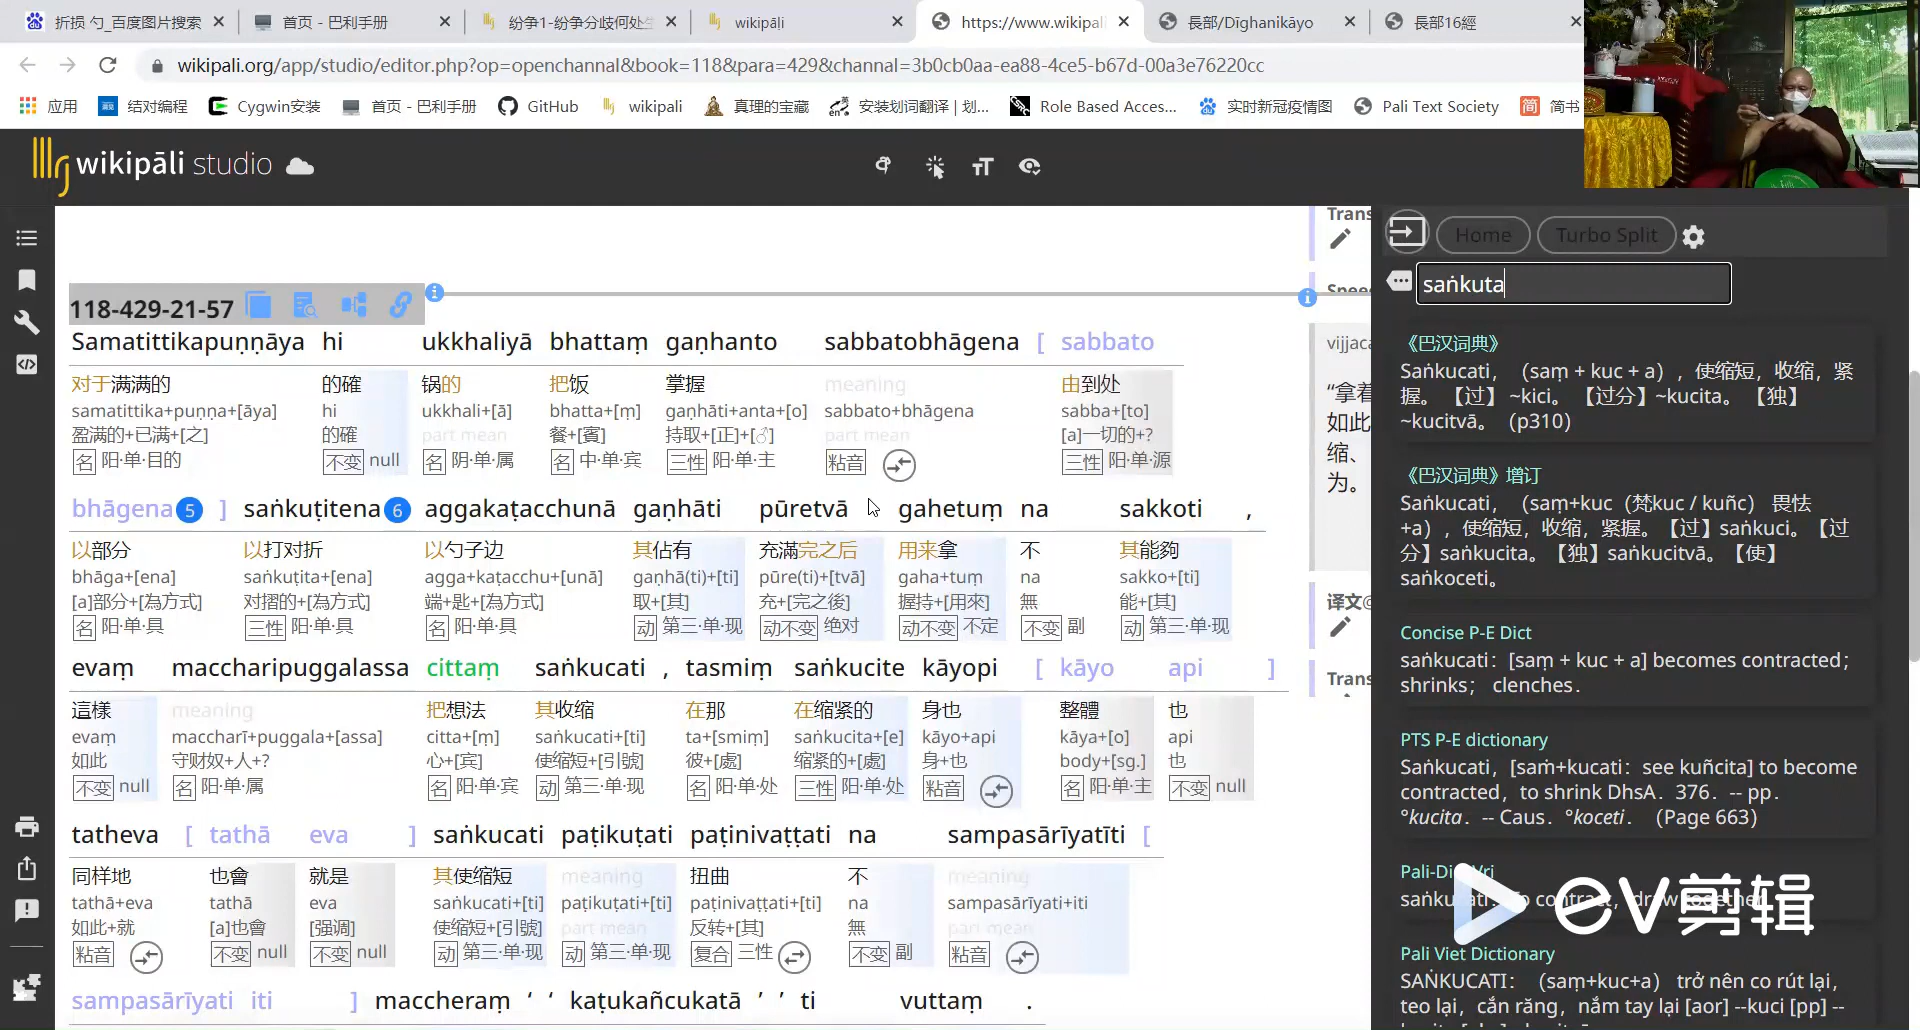 折损 勺_百度图片搜索
首页 - 巴利手册
纷争1-纷争分歧何处生
wikipāḷi
https://www.wikipali
長部/Dīghanikāyo
長部16經
wikipali.org/app/studio/editor.php?op=openchannal&book=118&para=429&channal=3b0cb0aa-ea88-4ce5-b67d-00a3e76220cc
应用 结对编程 Cygwin安装 首页 - 巴利手册 GitHub wikipali 真理的宝藏 安装划词翻译 | 划... Role Based Acces... 实时新冠疫情图 Pali Text Society 简书
wikipāli studio
118-429-21-57
Samatittikapuṇṇāya hi ukkhaliyā bhattaṃ gaṇhanto sabbatobhāgena [ sabbato
对于满满的 的確 锅的 把饭 掌握 meaning 由到处
samatittika+puṇṇa+[āya] hi ukkhali+[ā] bhatta+[ṃ] gaṇhāti+anta+[o] sabbato+bhāgena sabba+[to]
盈满的+已满+[之] 的確 part mean 餐+[賓] 持取+[正]+[♂] part mean [a]一切的+?
名 阳·单·目的 不变 null 名 阴·单·属 名 中·单·宾 三性 阳·单·主 粘音 三性 阳·单·源
bhāgena 5 ] saṅkuṭitena 6 aggakaṭacchunā gaṇhāti pūretvā gahetuṃ na sakkoti ,
以部分 以打对折 以勺子边 其佔有 充滿完之后 用来拿 不 其能夠
bhāga+[ena] saṅkuṭita+[ena] agga+kaṭacchu+[unā] gaṇhā(ti)+[ti] pūre(ti)+[tvā] gaha+tuṃ na sakko+[ti]
[a]部分+[為方式] 对摺的+[為方式] 端+匙+[為方式] 取+[其] 充+[完之後] 握持+[用來] 無 能+[其]
名 阳·单·具 三性 阳·单·具 名 阳·单·具 动 第三·单·现 动不变 绝对 动不变 不定 不变 副 动 第三·单·现
evaṃ maccharipuggalassa cittaṃ saṅkucati , tasmiṃ saṅkucite kāyopi [ kāyo api ]
這樣 meaning 把想法 其收缩 在那 在缩紧的 身也 整體 也
evaṃ maccharī+puggala+[assa] citta+[ṃ] saṅkucati+[ti] ta+[smiṃ] saṅkucita+[e] kāyo+api kāya+[o] api
如此 守财奴+人+? 心+[宾] 使缩短+[引號] 彼+[處] 缩紧的+[處] 身+也 body+[sg.] 也
不变 null 名 阳·单·属 名 阳·单·宾 动 第三·单·现 名 阳·单·处 三性 阳·单·处 粘音 名 阳·单·主 不变 null
tatheva [ tathā eva ] saṅkucati paṭikuṭati paṭinivaṭṭati na sampasārīyatīti [
同样地 也會 就是 其使缩短 meaning 扭曲 不 meaning
tathā+eva tathā eva saṅkucati+[ti] paṭikuṭati+[ti] paṭinivaṭṭati+[ti] na sampasārīyati+iti
如此+就 [a]也會 [强调] 使缩短+[引號] part mean 反转+[其] 無 part mean
粘音 不变 null 不变 null 动 第三·单·现 动 第三·单·现 复合 三性 不变 副 粘音
sampasārīyati iti ] maccheraṃ ‘ ‘ kaṭukañcukatā ’ ’ ti vuttaṃ .
Trans
vijjaca
“拿着
如此
缩、
为。
译文
Trans
Home Turbo Split
saṅkuta
《巴汉词典》
Saṅkucati, （saṃ + kuc + a）, 使缩短，收缩，紧
握。【过】 ~kici。 【过分】~kucita。 【独】
~kucitvā。 (p310)
《巴汉词典》增订
Saṅkucati, （saṃ+kuc (梵kuc / kuñc) 畏怯
+a），使缩短，收缩，紧握。【过】saṅkuci。【过
分】saṅkucita。【独】saṅkucitvā。【使】
saṅkoceti。
Concise P-E Dict
saṅkucati：[saṃ + kuc + a] becomes contracted；
shrinks； clenches．
PTS P-E dictionary
Saṅkucati，[saṁ+kucati：see kuñcita] to become
contracted，to shrink DhsA．376．-- pp．
°kucita．-- Caus．°koceti． (Page 663)
Pali Viet Dictionary
SAṄKUCATI： (saṃ+kuc+a) trở nên co rút lại，
teo lại，cắn răng，nắm tay lại [aor] --kuci [pp] --
EV剪辑